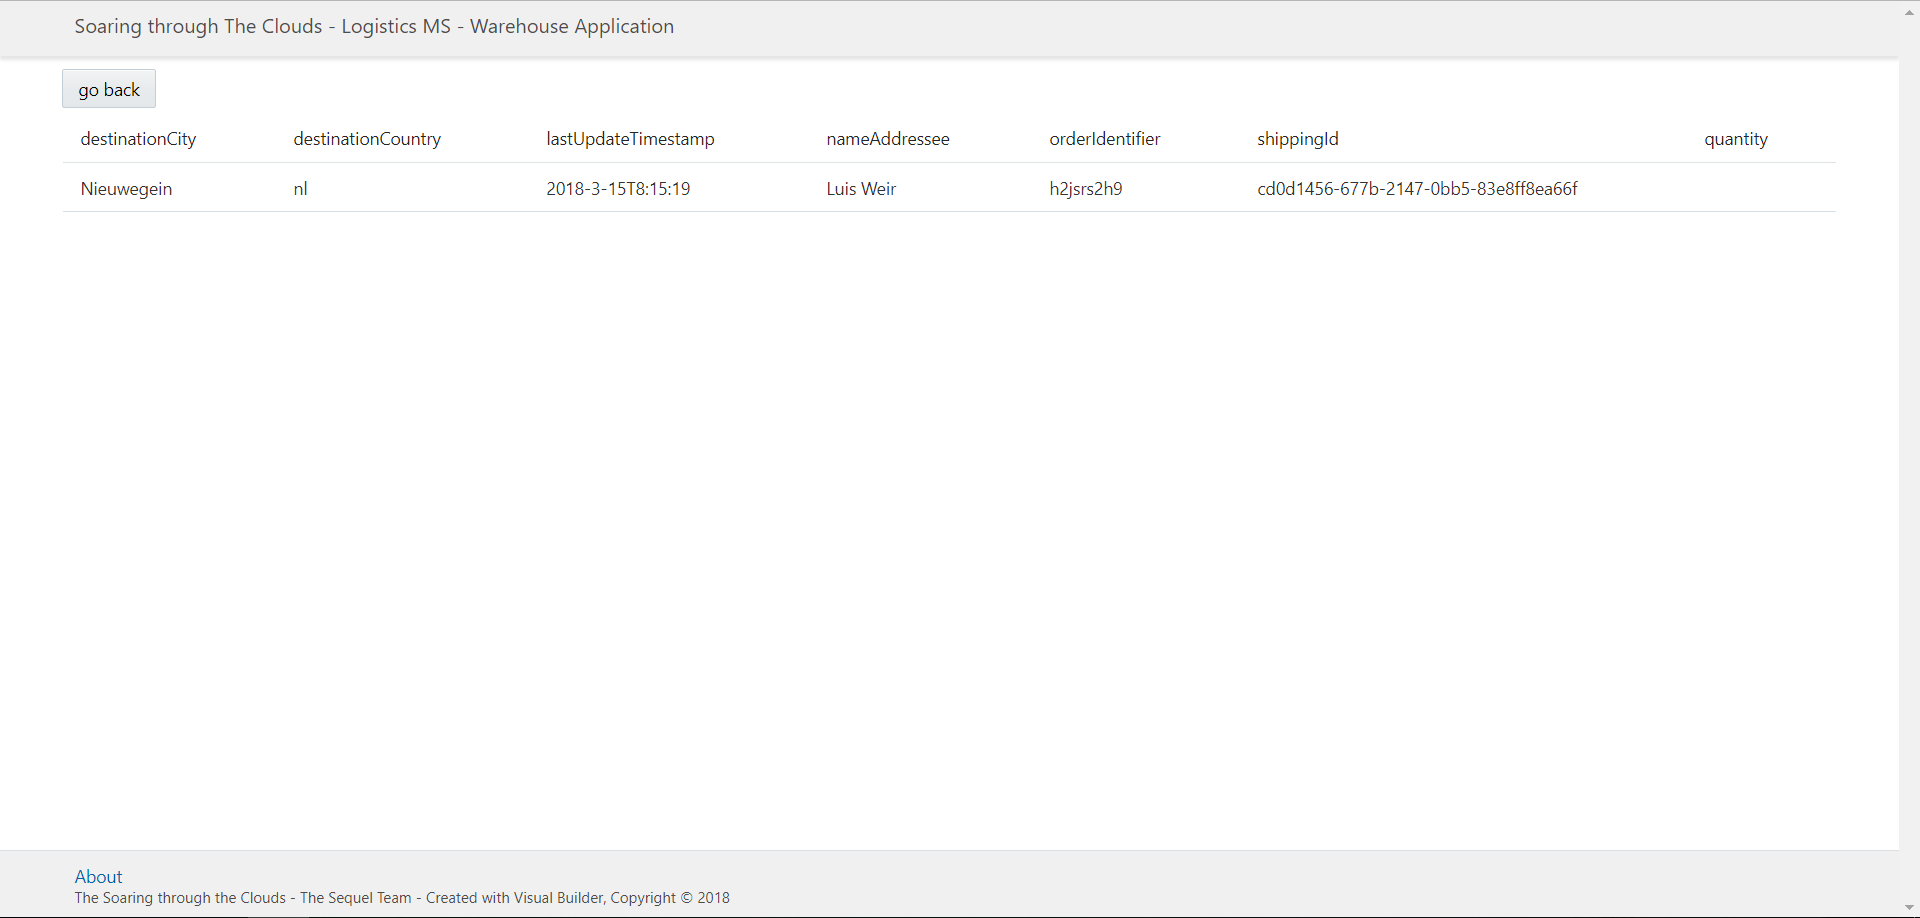 Soaring through The Clouds - Logistics MS - Warehouse Application
go back
destinationCity destinationCountry lastUpdateTimestamp nameAddressee orderIdentifier shippingId quantity
Nieuwegein nl 2018-3-15T8:15:19 Luis Weir h2jsrs2h9 cd0d1456-677b-2147-0bb5-83e8ff8ea66f
About
The Soaring through the Clouds - The Sequel Team - Created with Visual Builder, Copyright © 2018